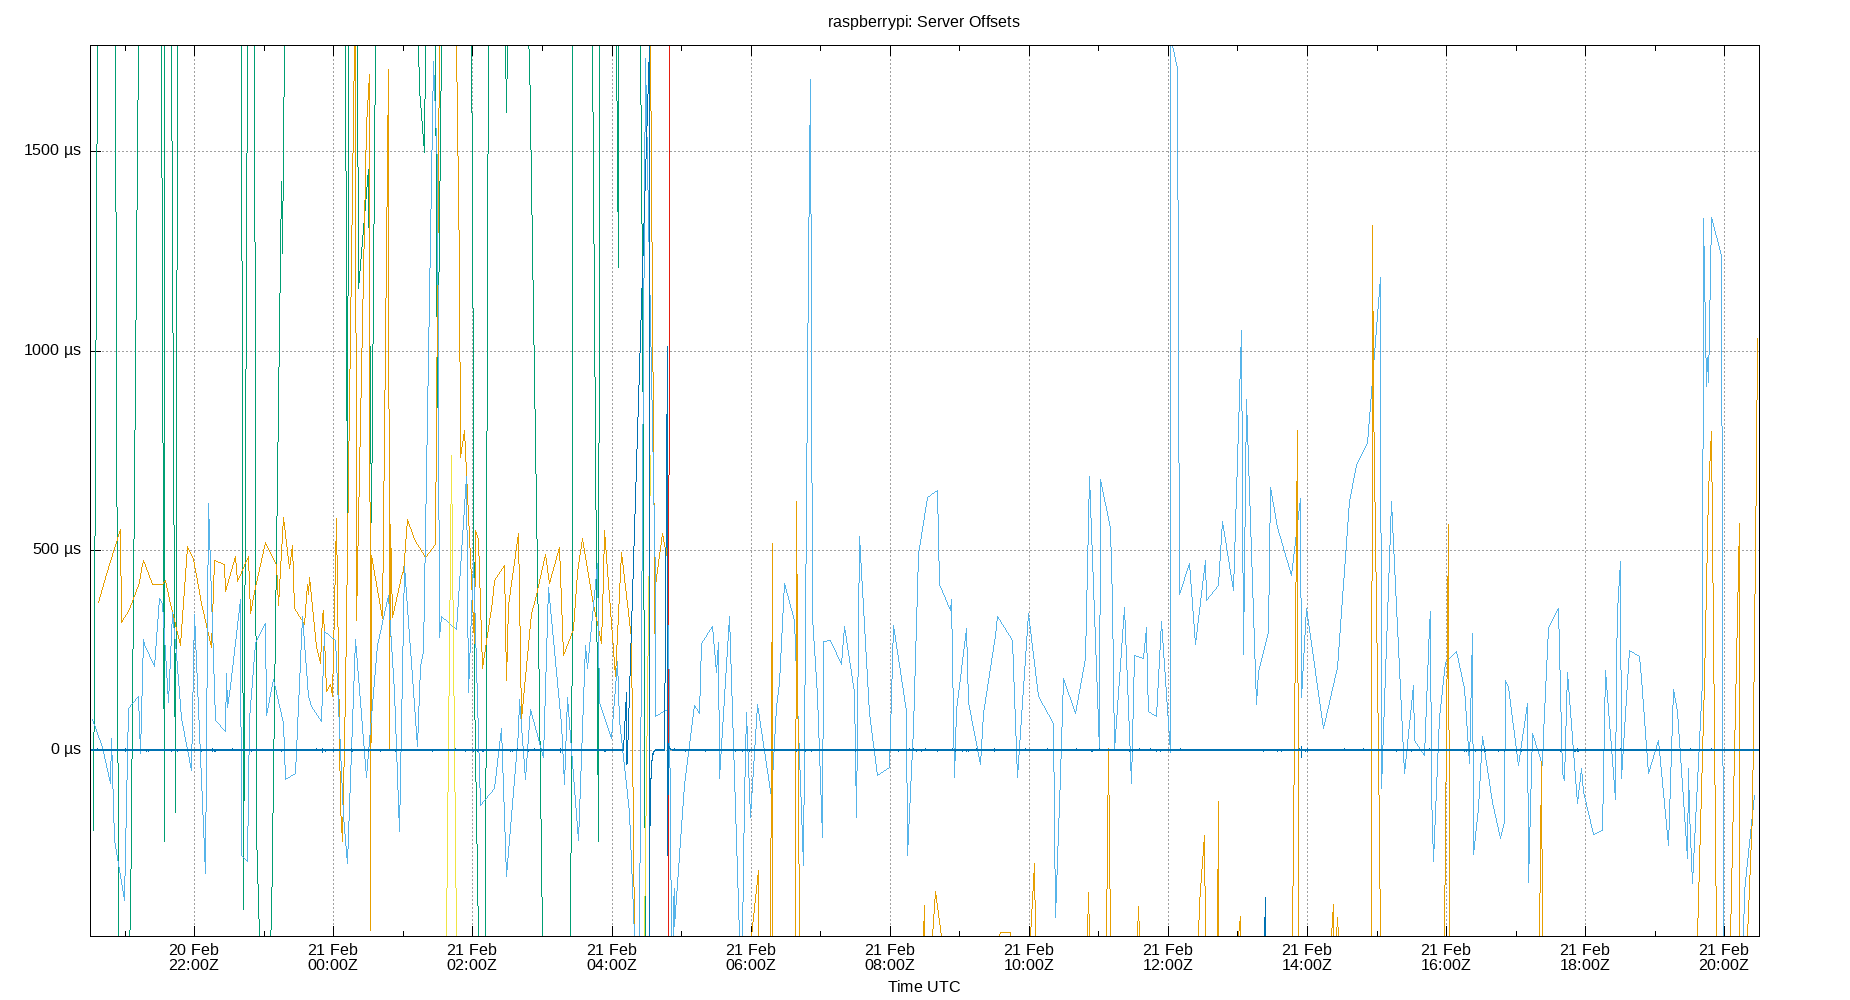 raspberrypi: Server Offsets
1500 µs
1000 µs
500 µs
0 µs
20 Feb 21 Feb 21 Feb 21 Feb 21 Feb 21 Feb 21 Feb 21 Feb 21 Feb 21 Feb 21 Feb 21 Feb
22:00Z 00:00Z 02:00Z 04:00Z 06:00Z 08:00Z 10:00Z 12:00Z 14:00Z 16:00Z 18:00Z 20:00Z
Time UTC